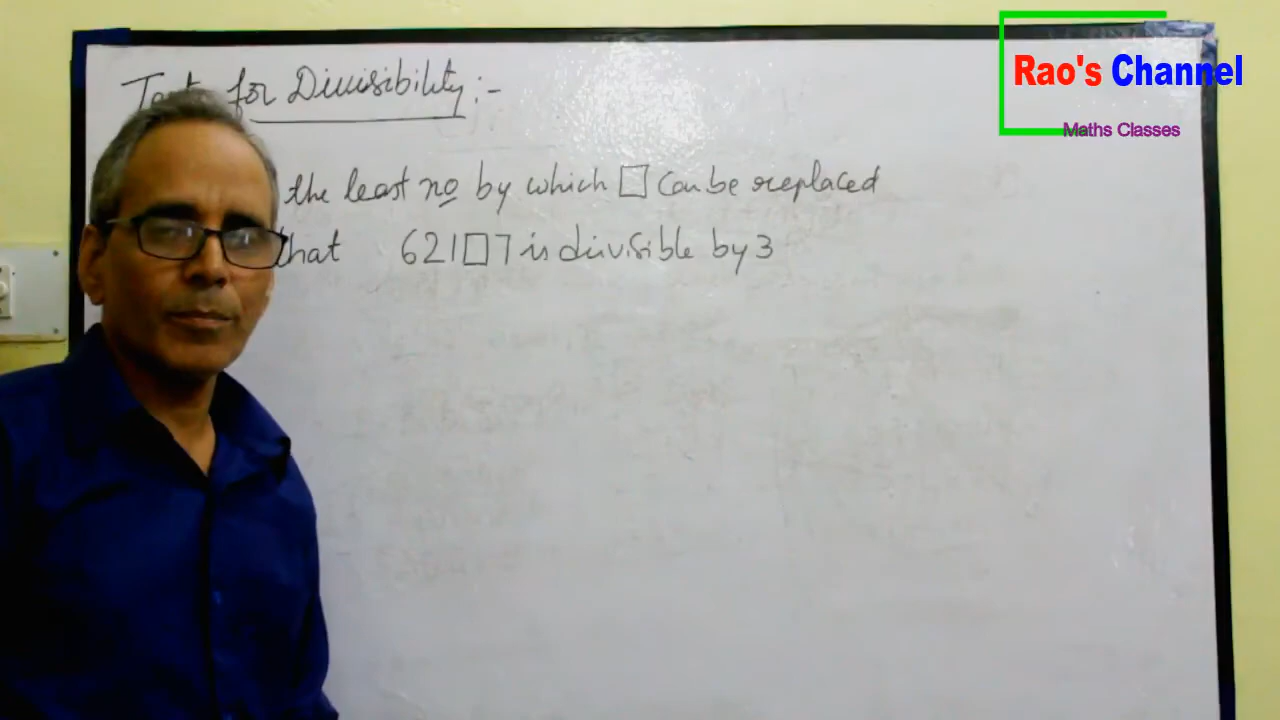 Test for Divisibility :-
the least no by which □ can be replaced
that 621□7 is divisible by 3
Rao's Channel
Maths Classes